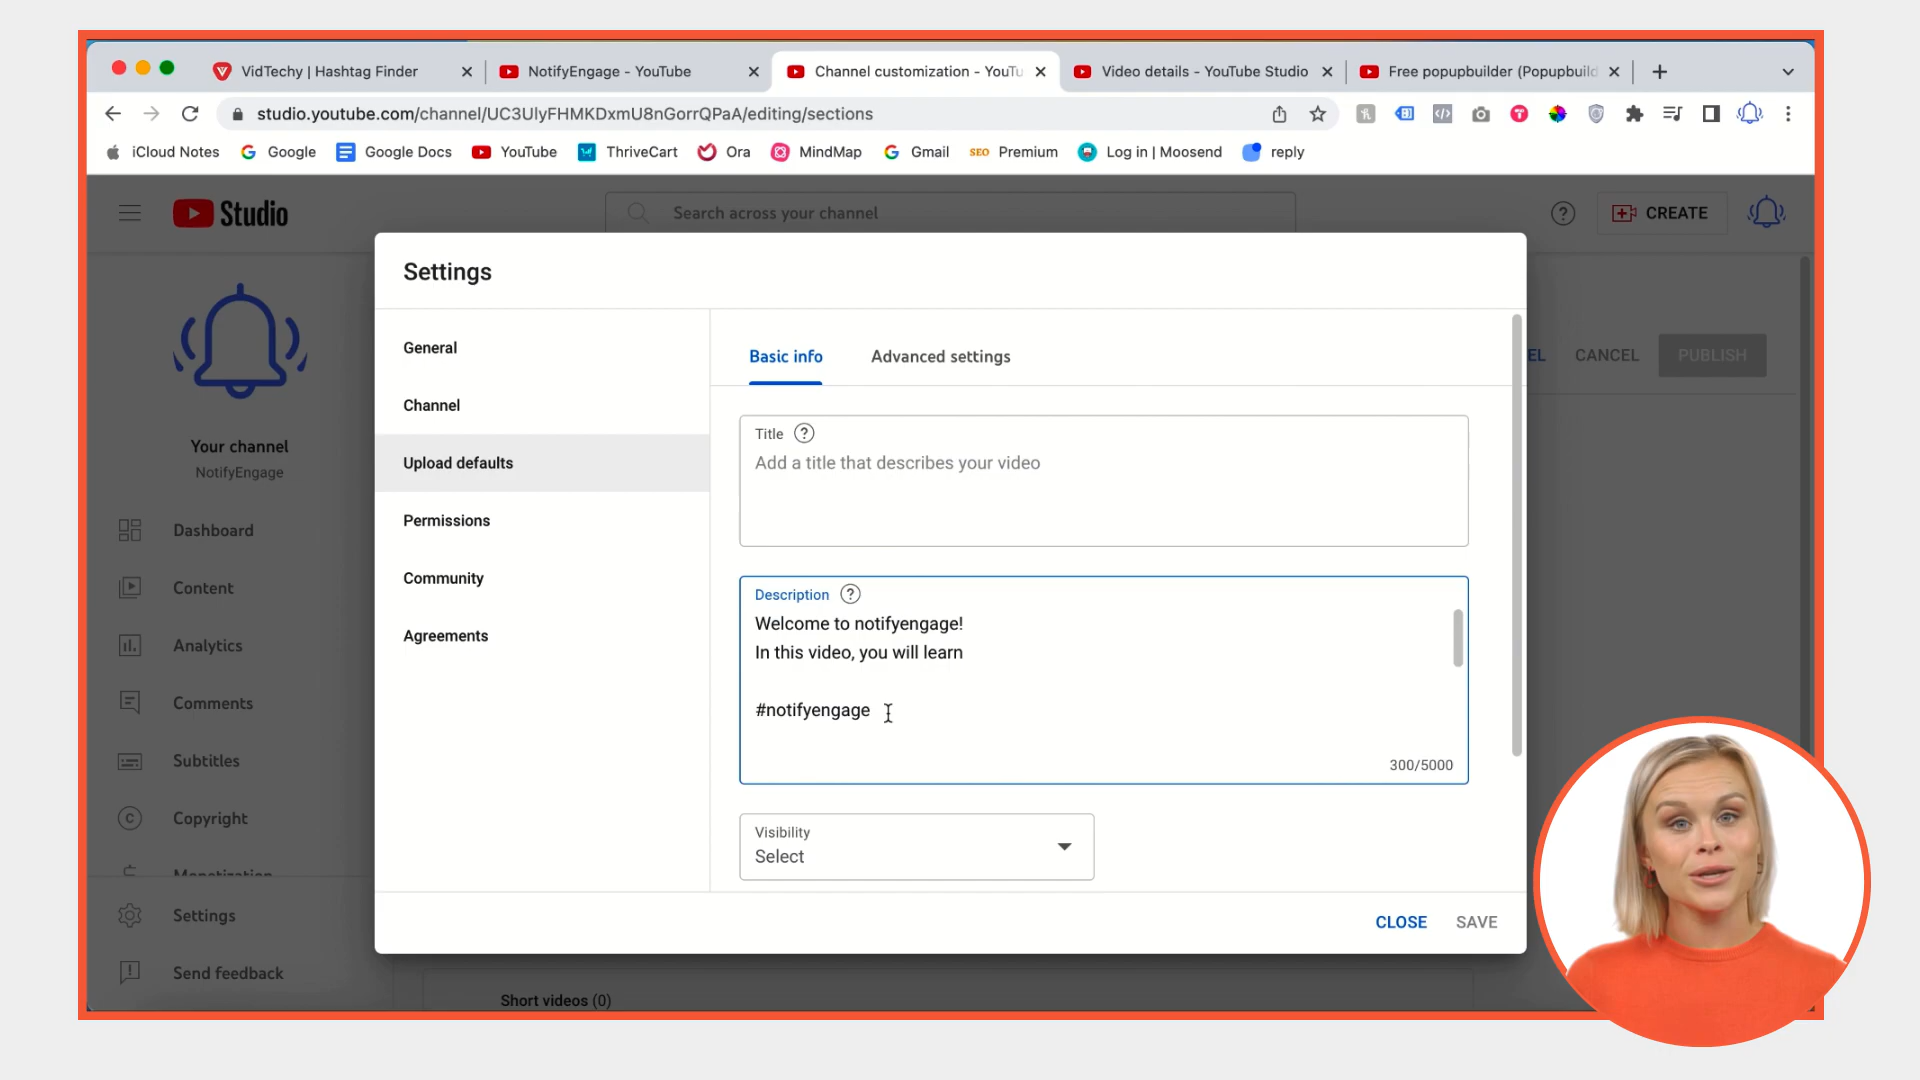 VidTechy | Hashtag Finder
NotifyEngage - YouTube
Channel customization - YouTu
Video details - YouTube Studio
Free popupbuilder (Popupbuild
studio.youtube.com/channel/UC3UlyFHMKDxmU8nGorrQPaA/editing/sections
iCloud Notes
Google
Google Docs
YouTube
ThriveCart
Ora
MindMap
Gmail
SEO Premium
Log in | Moosend
reply
Studio
Search across your channel
CREATE
Settings
General
Channel
Upload defaults
Permissions
Community
Agreements
Basic info
Advanced settings
Title
Add a title that describes your video
Description
Welcome to notifyengage!
In this video, you will learn
#notifyengage
300/5000
Visibility
Select
CLOSE
SAVE
EL
CANCEL
PUBLISH
Your channel
NotifyEngage
Dashboard
Content
Analytics
Comments
Subtitles
Copyright
Monetization
Settings
Send feedback
Short videos (0)